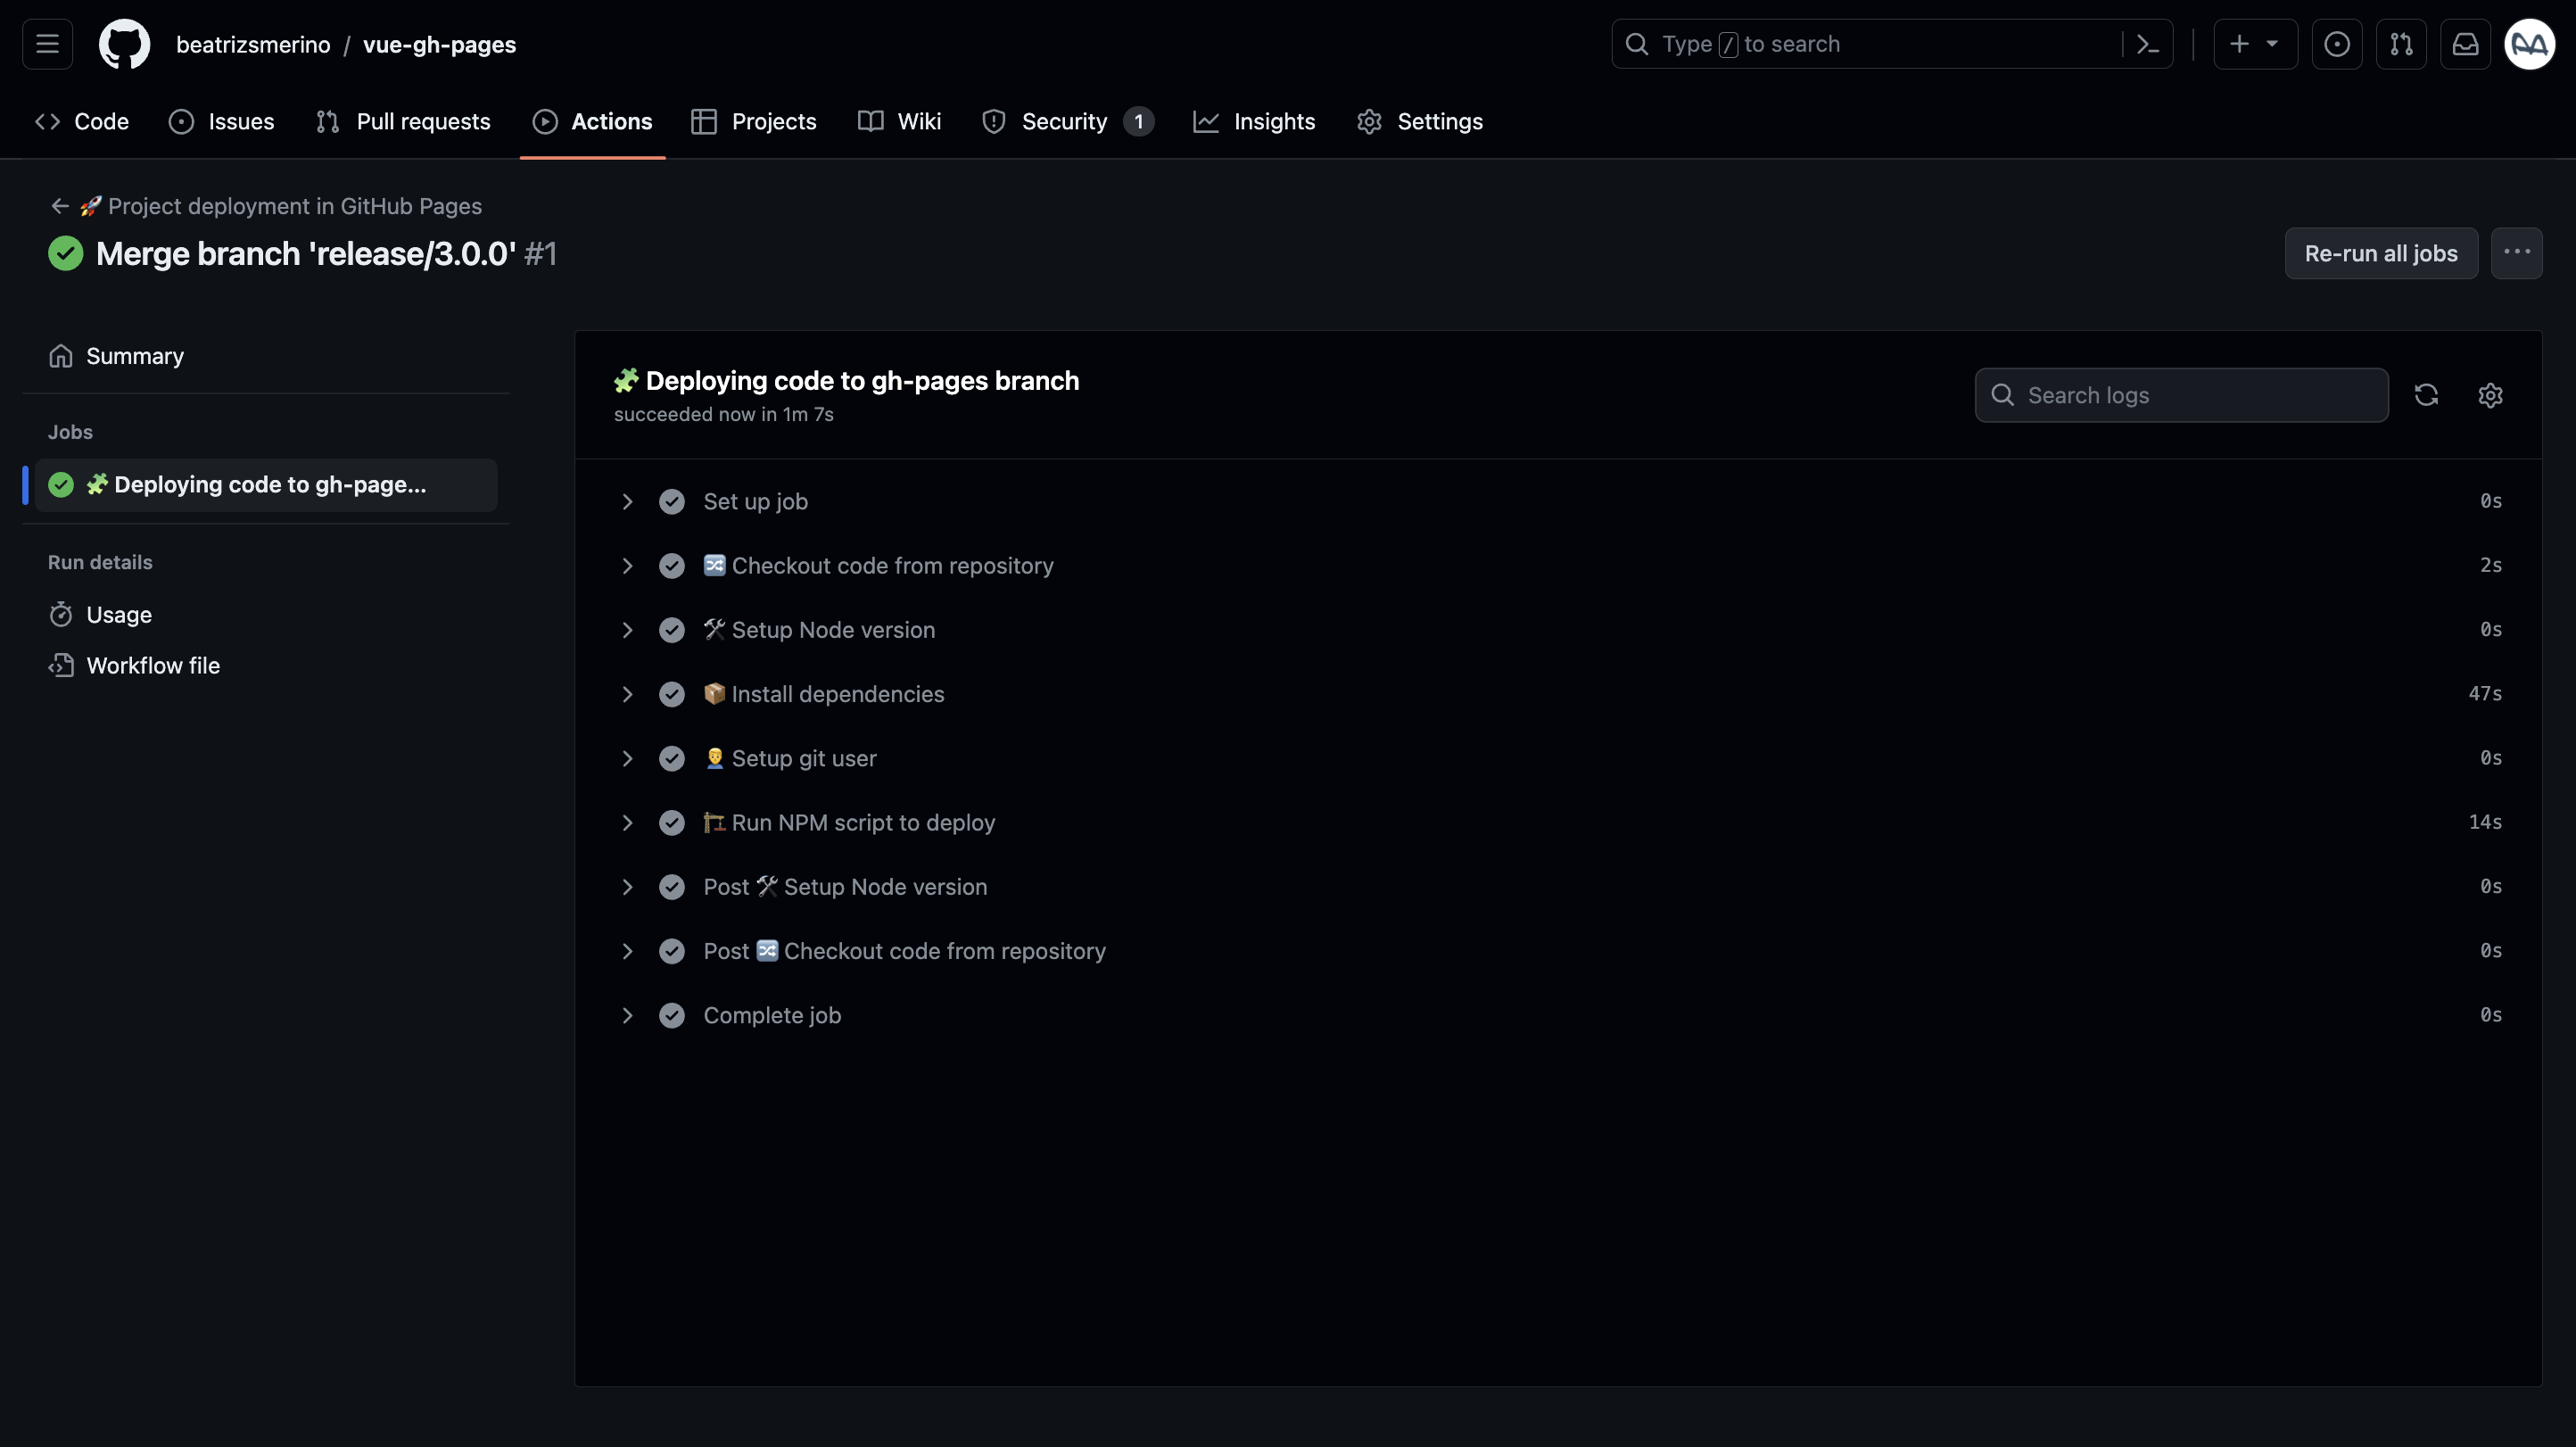 beatrizsmerino / vue-gh-pages
Type / to search
Code
Issues
Pull requests
Actions
Projects
Wiki
Security 1
Insights
Settings
← 🚀 Project deployment in GitHub Pages
Merge branch 'release/3.0.0' #1
Re-run all jobs
Summary
Jobs
🧩 Deploying code to gh-page...
Run details
Usage
Workflow file
🧩 Deploying code to gh-pages branch
succeeded now in 1m 7s
Search logs
Set up job 0s
🔀 Checkout code from repository 2s
🛠 Setup Node version 0s
📦 Install dependencies 47s
🙎‍♂️ Setup git user 0s
🏗 Run NPM script to deploy 14s
Post 🛠 Setup Node version 0s
Post 🔀 Checkout code from repository 0s
Complete job 0s